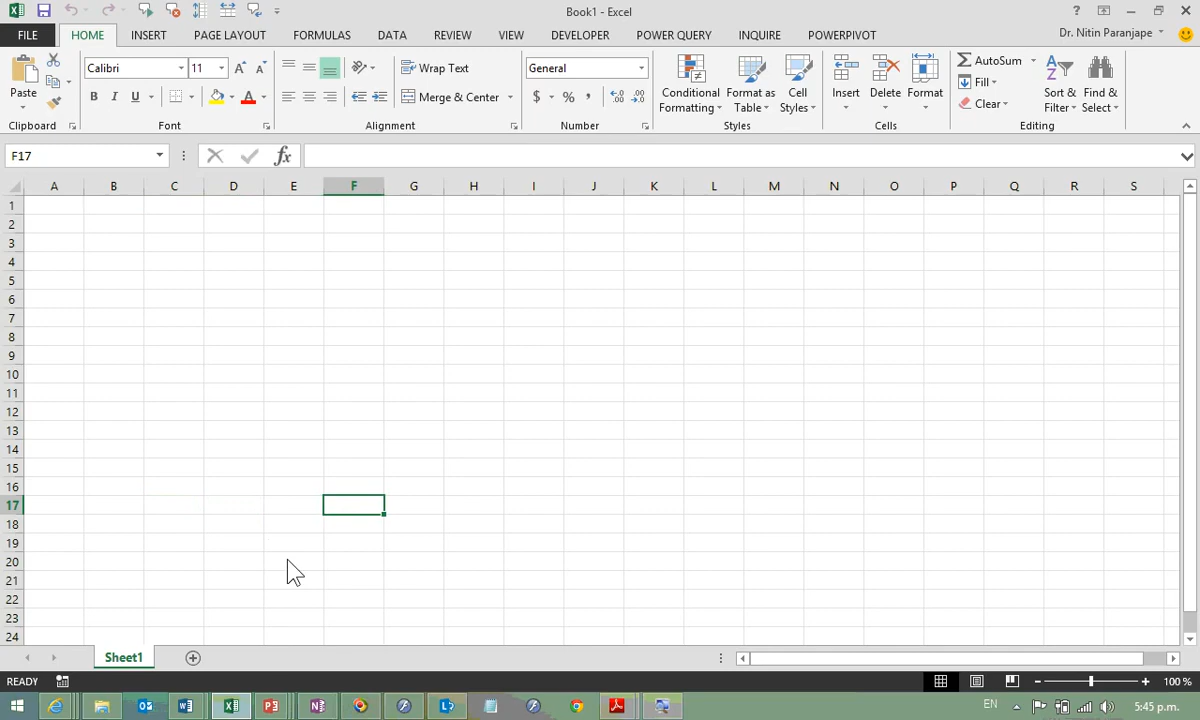 Book1 - Excel
?
FILE HOME INSERT PAGE LAYOUT FORMULAS DATA REVIEW VIEW DEVELOPER POWER QUERY INQUIRE POWERPIVOT Dr. Nitin Paranjape
Calibri 11 Wrap Text General AutoSum
Fill
Paste B I U Merge & Center $ % Conditional Formatting Format as Table Cell Styles Insert Delete Format Clear Sort & Filter Find & Select
Clipboard Font Alignment Number Styles Cells Editing
F17 fx
A B C D E F G H I J K L M N O P Q R S
1
2
3
4
5
6
7
8
9
10
11
12
13
14
15
16
17
18
19
20
21
22
23
24
Sheet1
READY 100 %
EN 5:45 p.m.